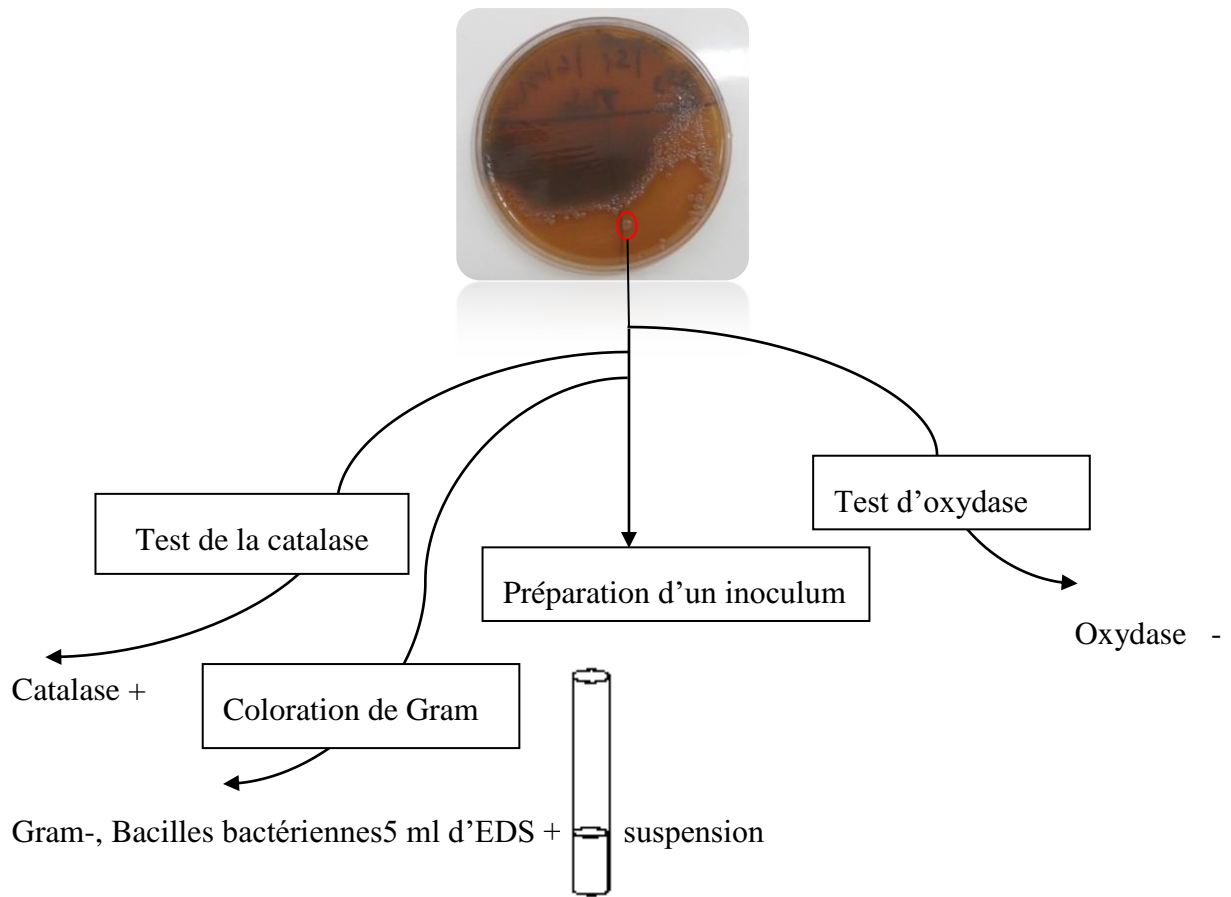 Test d’oxydase
Test de la catalase
Préparation d’un inoculum
Oxydase -
Catalase +
Coloration de Gram
Gram-, Bacilles bactériennes5 ml d’EDS + suspension